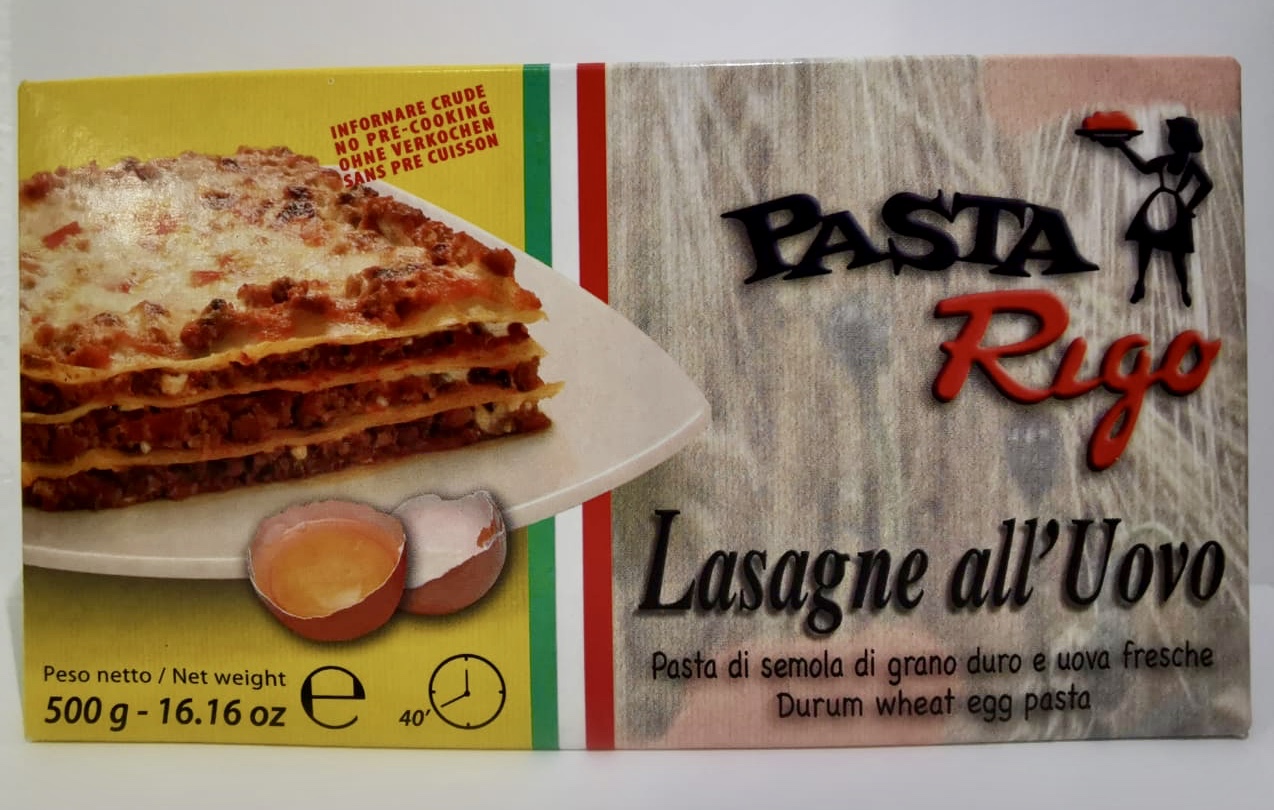 INFORNARE CRUDE
NO PRE-COOKING
OHNE VERKOCHEN
SANS PRE CUISSON
PASTA
Rigo
Lasagne all'Uovo
Pasta di semola di grano duro e uova fresche
Durum wheat egg pasta
Peso netto / Net weight
500 g - 16.16 oz e
40'